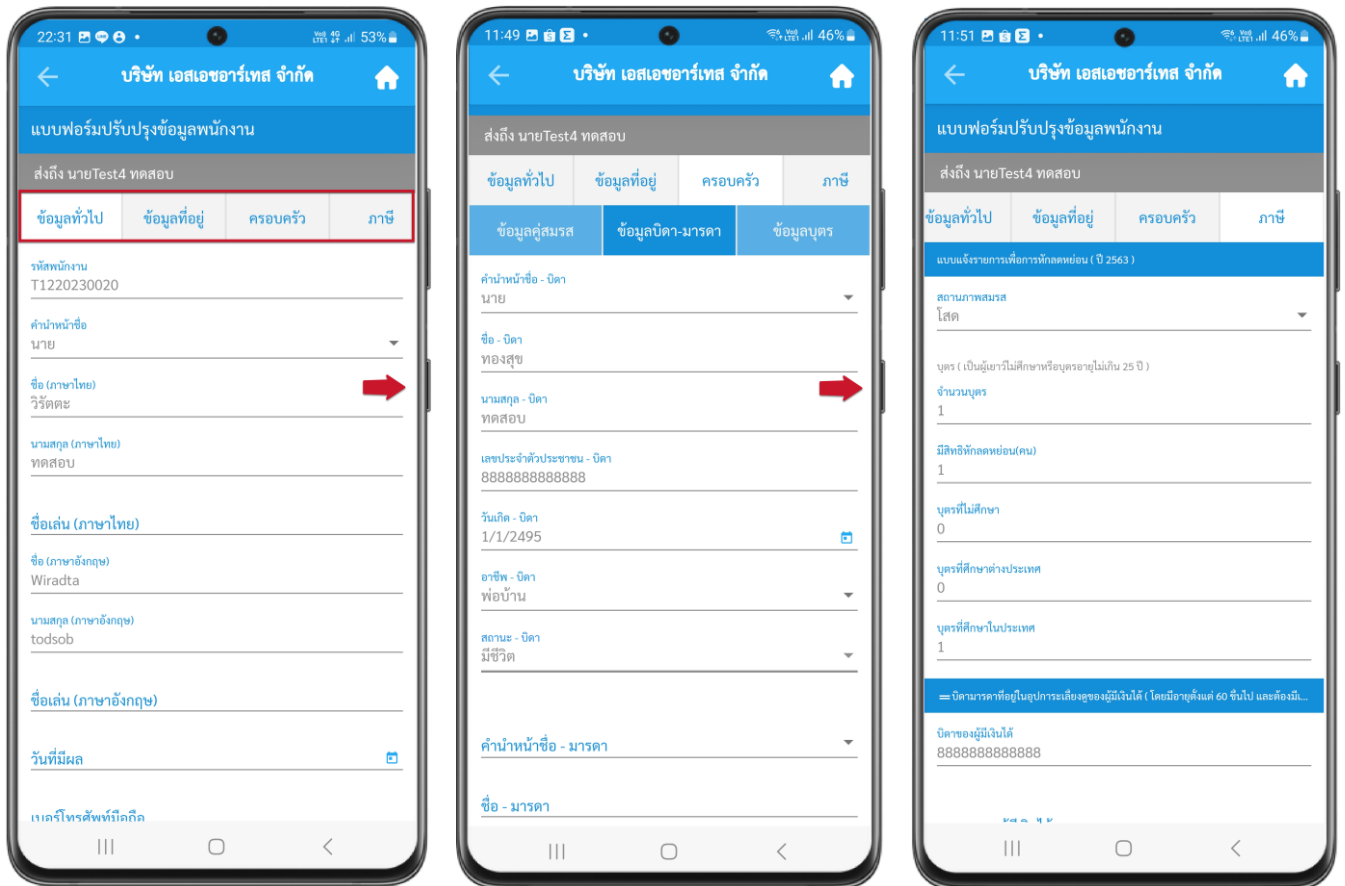 22:31 53%
บริษัท เอสเอชอาร์เทส จำกัด
แบบฟอร์มปรับปรุงข้อมูลพนักงาน
ส่งถึง นายTest4 ทดสอบ
ข้อมูลทั่วไป ข้อมูลที่อยู่ ครอบครัว ภาษี
รหัสพนักงาน
T1220230020
คำนำหน้าชื่อ
นาย
ชื่อ (ภาษาไทย)
วิรัตตะ
นามสกุล (ภาษาไทย)
ทดสอบ
ชื่อเล่น (ภาษาไทย)
ชื่อ (ภาษาอังกฤษ)
Wiradta
นามสกุล (ภาษาอังกฤษ)
todsob
ชื่อเล่น (ภาษาอังกฤษ)
วันที่มีผล
เบอร์โทรศัพท์มือถือ
11:49 46%
บริษัท เอสเอชอาร์เทส จำกัด
ส่งถึง นายTest4 ทดสอบ
ข้อมูลทั่วไป ข้อมูลที่อยู่ ครอบครัว ภาษี
ข้อมูลคู่สมรส ข้อมูลบิดา-มารดา ข้อมูลบุตร
คำนำหน้าชื่อ - บิดา
นาย
ชื่อ - บิดา
ทองสุข
นามสกุล - บิดา
ทดสอบ
เลขประจำตัวประชาชน - บิดา
8888888888888
วันเกิด - บิดา
1/1/2495
อาชีพ - บิดา
พ่อบ้าน
สถานะ - บิดา
มีชีวิต
คำนำหน้าชื่อ - มารดา
ชื่อ - มารดา
11:51 46%
บริษัท เอสเอชอาร์เทส จำกัด
แบบฟอร์มปรับปรุงข้อมูลพนักงาน
ส่งถึง นายTest4 ทดสอบ
ข้อมูลทั่วไป ข้อมูลที่อยู่ ครอบครัว ภาษี
แบบแจ้งรายการเพื่อการหักลดหย่อน ( ปี 2563 )
สถานภาพสมรส
โสด
บุตร ( เป็นผู้เยาว์ไม่ศึกษาหรือบุตรอายุไม่เกิน 25 ปี )
จำนวนบุตร
1
มีสิทธิหักลดหย่อน(คน)
1
บุตรที่ไม่ศึกษา
0
บุตรที่ศึกษาต่างประเทศ
0
บุตรที่ศึกษาในประเทศ
1
บิดามารดาที่อยู่ในอุปการะเลี้ยงดูของผู้มีเงินได้ ( โดยมีอายุตั้งแต่ 60 ขึ้นไป และต้องมีเ...
บิดาของผู้มีเงินได้
8888888888888